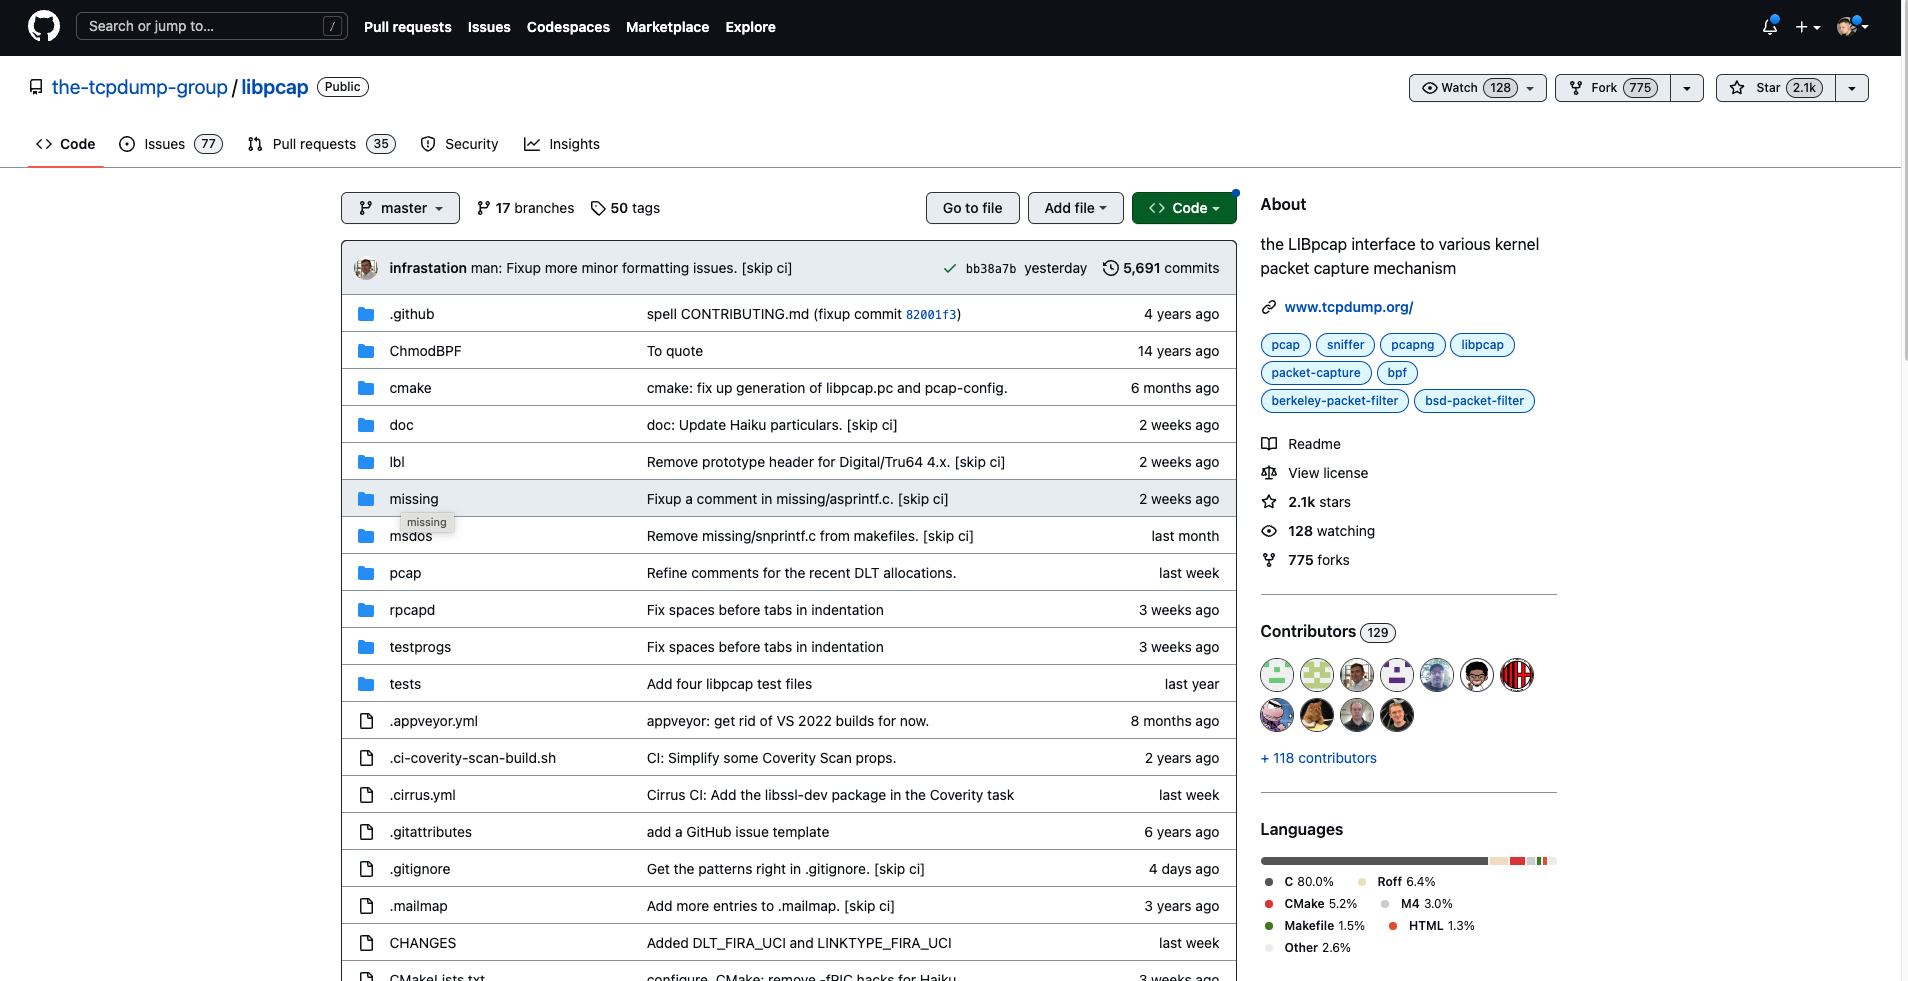 Search or jump to... /
Pull requests Issues Codespaces Marketplace Explore
the-tcpdump-group / libpcap Public
Watch 128 Fork 775 Star 2.1k
Code Issues 77 Pull requests 35 Security Insights
master 17 branches 50 tags Go to file Add file Code
infrastation man: Fixup more minor formatting issues. [skip ci] bb38a7b yesterday 5,691 commits
.github spell CONTRIBUTING.md (fixup commit 82001f3) 4 years ago
ChmodBPF To quote 14 years ago
cmake cmake: fix up generation of libpcap.pc and pcap-config. 6 months ago
doc doc: Update Haiku particulars. [skip ci] 2 weeks ago
lbl Remove prototype header for Digital/Tru64 4.x. [skip ci] 2 weeks ago
missing Fixup a comment in missing/asprintf.c. [skip ci] 2 weeks ago
missing
msdos Remove missing/snprintf.c from makefiles. [skip ci] last month
pcap Refine comments for the recent DLT allocations. last week
rpcapd Fix spaces before tabs in indentation 3 weeks ago
testprogs Fix spaces before tabs in indentation 3 weeks ago
tests Add four libpcap test files last year
.appveyor.yml appveyor: get rid of VS 2022 builds for now. 8 months ago
.ci-coverity-scan-build.sh CI: Simplify some Coverity Scan props. 2 years ago
.cirrus.yml Cirrus CI: Add the libssl-dev package in the Coverity task last week
.gitattributes add a GitHub issue template 6 years ago
.gitignore Get the patterns right in .gitignore. [skip ci] 4 days ago
.mailmap Add more entries to .mailmap. [skip ci] 3 years ago
CHANGES Added DLT_FIRA_UCI and LINKTYPE_FIRA_UCI last week
CMakeLists.txt configure, CMake: remove -fPIC hacks for Haiku 3 weeks ago
About
the LIBpcap interface to various kernel
packet capture mechanism
www.tcpdump.org/
pcap sniffer pcapng libpcap
packet-capture bpf
berkeley-packet-filter bsd-packet-filter
Readme
View license
2.1k stars
128 watching
775 forks
Contributors 129
+ 118 contributors
Languages
C 80.0% Roff 6.4%
CMake 5.2% M4 3.0%
Makefile 1.5% HTML 1.3%
Other 2.6%